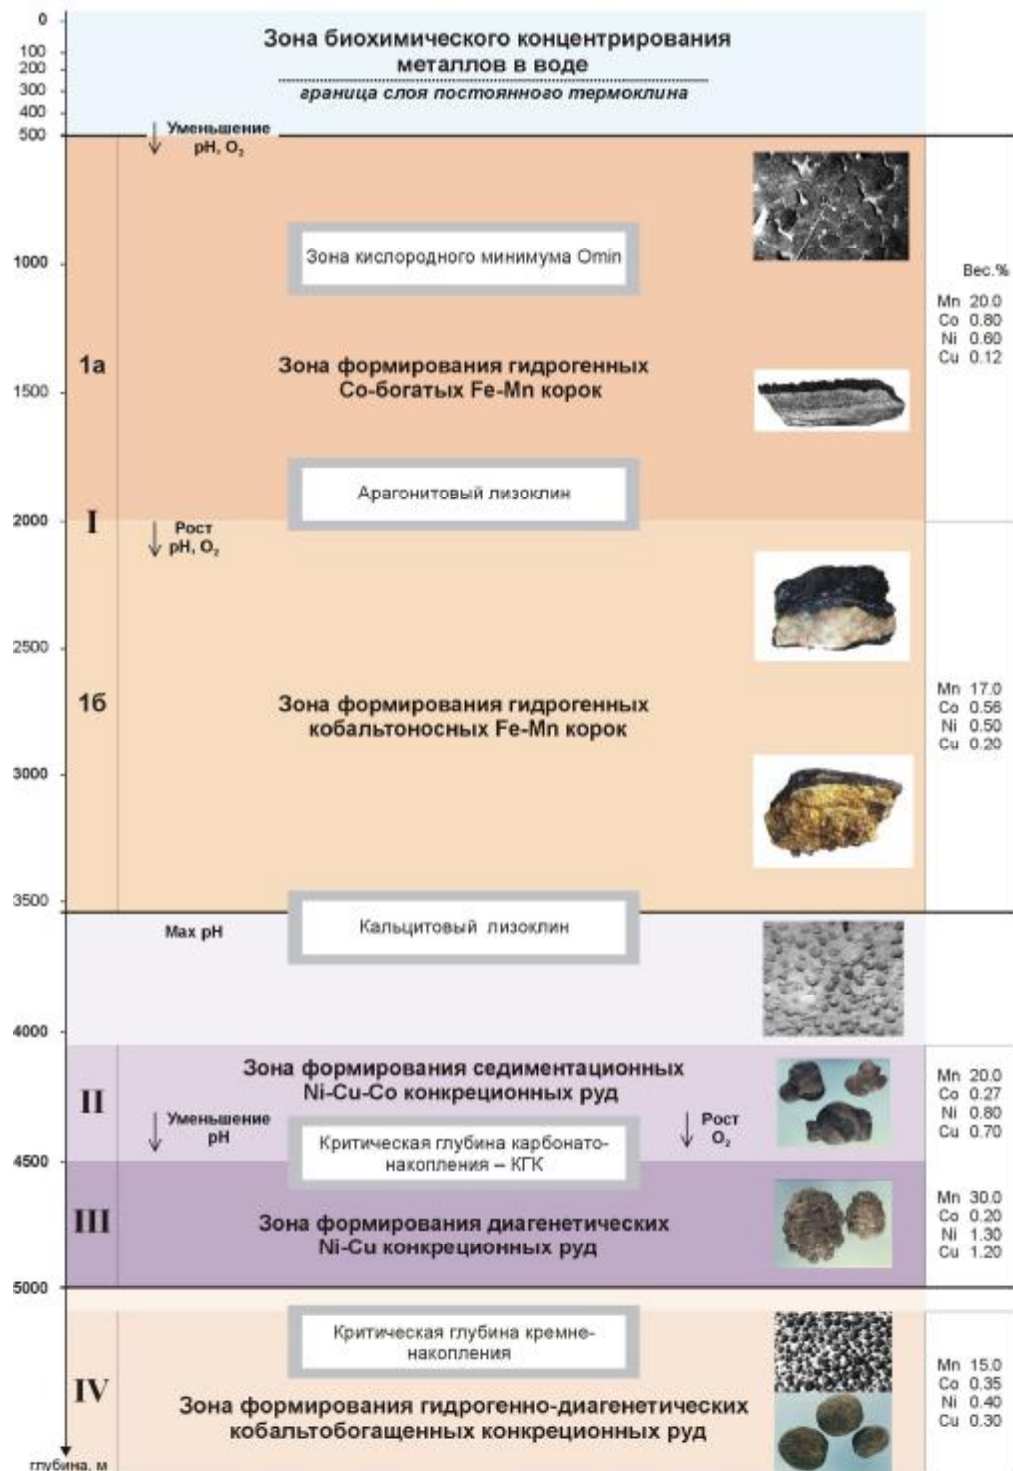 0
Зона биохимического концентрирования
металлов в воде
100
200
граница слоя постоянного термоклина
300
400
500
Уменьшение
pH, O₂
Зона кислородного минимума Omin
1000
Вес.%
Mn 20.0
Co 0.80
Ni 0.60
Cu 0.12
1а
Зона формирования гидрогенных
Со-богатых Fe-Mn корок
1500
Арагонитовый лизоклин
2000
I
Рост
pH, O₂
2500
1б
Зона формирования гидрогенных
кобальтоносных Fe-Mn корок
Mn 17.0
Co 0.56
Ni 0.50
Cu 0.20
3000
3500
Кальцитовый лизоклин
Max pH
4000
II
Зона формирования седиментационных
Ni-Cu-Co конкреционных руд
Mn 20.0
Co 0.27
Ni 0.80
Cu 0.70
Уменьшение
pH
Рост
O₂
Критическая глубина карбонато-
накопления – КГК
4500
III
Зона формирования диагенетических
Ni-Cu конкреционных руд
Mn 30.0
Co 0.20
Ni 1.30
Cu 1.20
5000
Критическая глубина кремне-
накопления
IV
Зона формирования гидрогенно-диагенетических
кобальтобогащенных конкреционных руд
Mn 15.0
Co 0.35
Ni 0.40
Cu 0.30
глубина, м